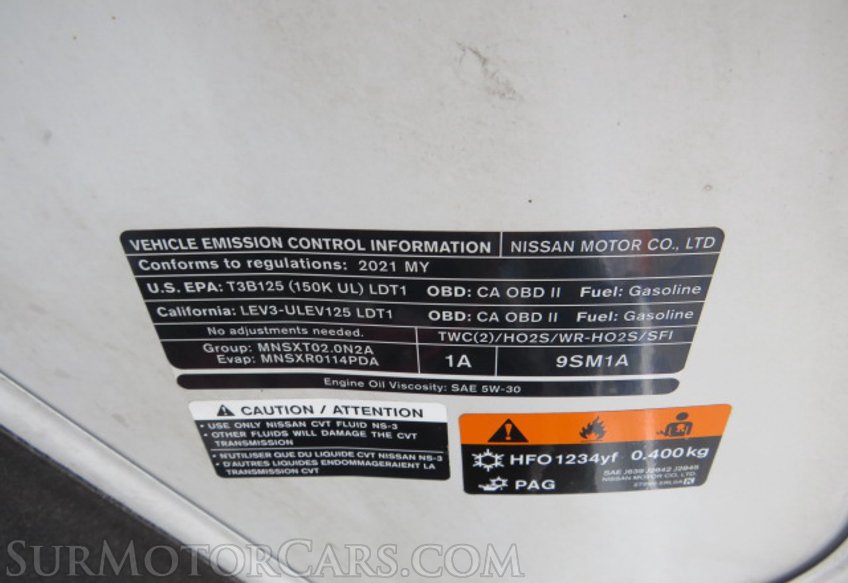 VEHICLE EMISSION CONTROL INFORMATION NISSAN MOTOR CO., LTD
Conforms to regulations: 2021 MY
U.S. EPA: T3B125 (150K UL) LDT1 OBD: CA OBD II Fuel: Gasoline
California: LEV3-ULEV125 LDT1 OBD: CA OBD II Fuel: Gasoline
No adjustments needed. TWC(2)/HO2S/WR-HO2S/SFI
Group: MNSXT02.0N2A
Evap: MNSXR0114PDA 1A 9SM1A
Engine Oil Viscosity: SAE 5W-30
CAUTION / ATTENTION
• USE ONLY NISSAN CVT FLUID NS-3
• OTHER FLUIDS WILL DAMAGE THE CVT
TRANSMISSION
• N'UTILISER QUE DU LIQUIDE CVT NISSAN NS-3
• D'AUTRES LIQUIDES ENDOMMAGERAIENT LA
TRANSMISSION CVT
HFO1234yf 0.400kg
SAE J639 J2842 J2845
NISSAN MOTOR CO. LTD.
PAG
K
SurMotorCars.com